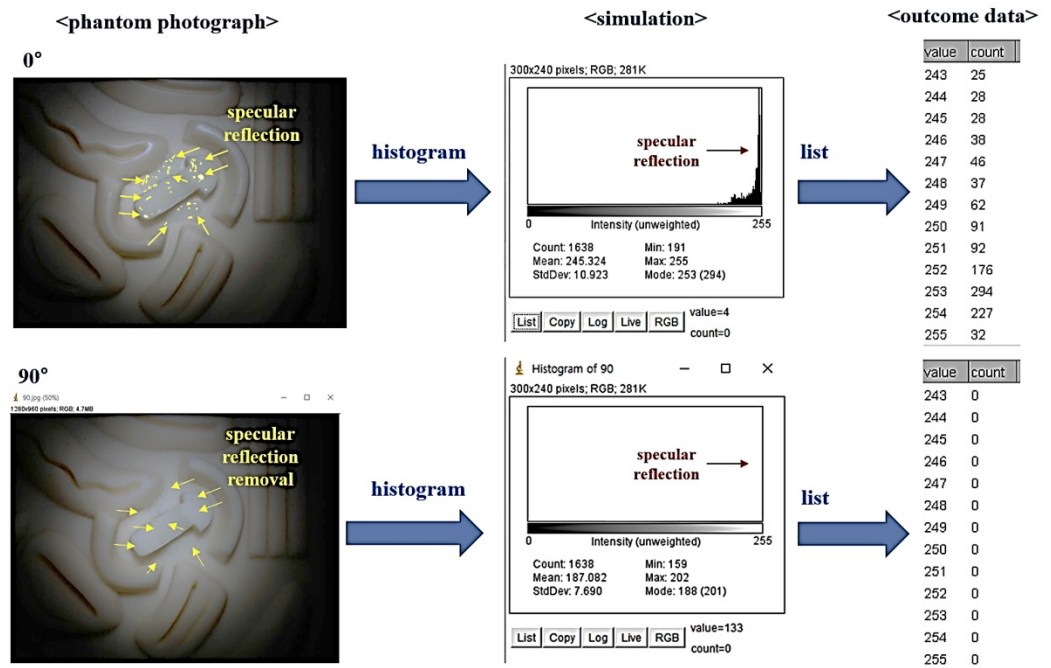 <phantom photograph>
<simulation>
<outcome data>
0°
specular
reflection
histogram
300x240 pixels; RGB; 281K
specular
reflection
0
Intensity (unweighted)
255
Count: 1638
Min: 191
Mean: 245.324
Max: 255
StdDev: 10.923
Mode: 253 (294)
List
Copy
Log
Live
RGB
value=4
count=0
list
value count
243 25
244 28
245 28
246 38
247 46
248 37
249 62
250 91
251 92
252 176
253 294
254 227
255 32
90°
90.jpg (50%)
1280x960 pixels; RGB; 4.7MB
specular
reflection
removal
histogram
Histogram of 90
300x240 pixels; RGB; 281K
specular
reflection
0
Intensity (unweighted)
255
Count: 1638
Min: 159
Mean: 187.082
Max: 202
StdDev: 7.690
Mode: 188 (201)
List
Copy
Log
Live
RGB
value=133
count=0
list
value count
243 0
244 0
245 0
246 0
247 0
248 0
249 0
250 0
251 0
252 0
253 0
254 0
255 0